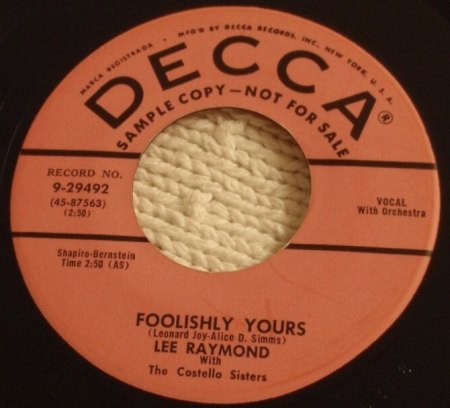 MARCA REGISTRADA • MF'D BY DECCA RECORDS, INC., NEW YORK, U.S.A.
DECCA®
SAMPLE COPY—NOT FOR SALE
RECORD NO.
9-29492
(45-87563)
(2:50)
VOCAL
With Orchestra
Shapiro-Bernstein
Time 2:50 (AS)
FOOLISHLY YOURS
(Leonard Joy-Alice D. Simms)
LEE RAYMOND
With
The Costello Sisters